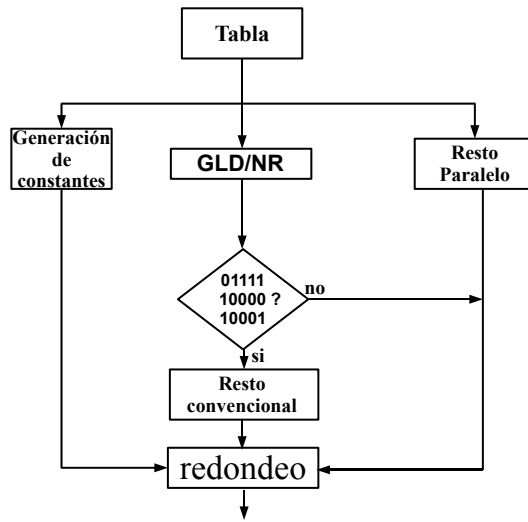 Tabla
Generación
de
constantes
GLD/NR
Resto
Paralelo
01111
10000 ?
10001
no
si
Resto
convencional
redondeo